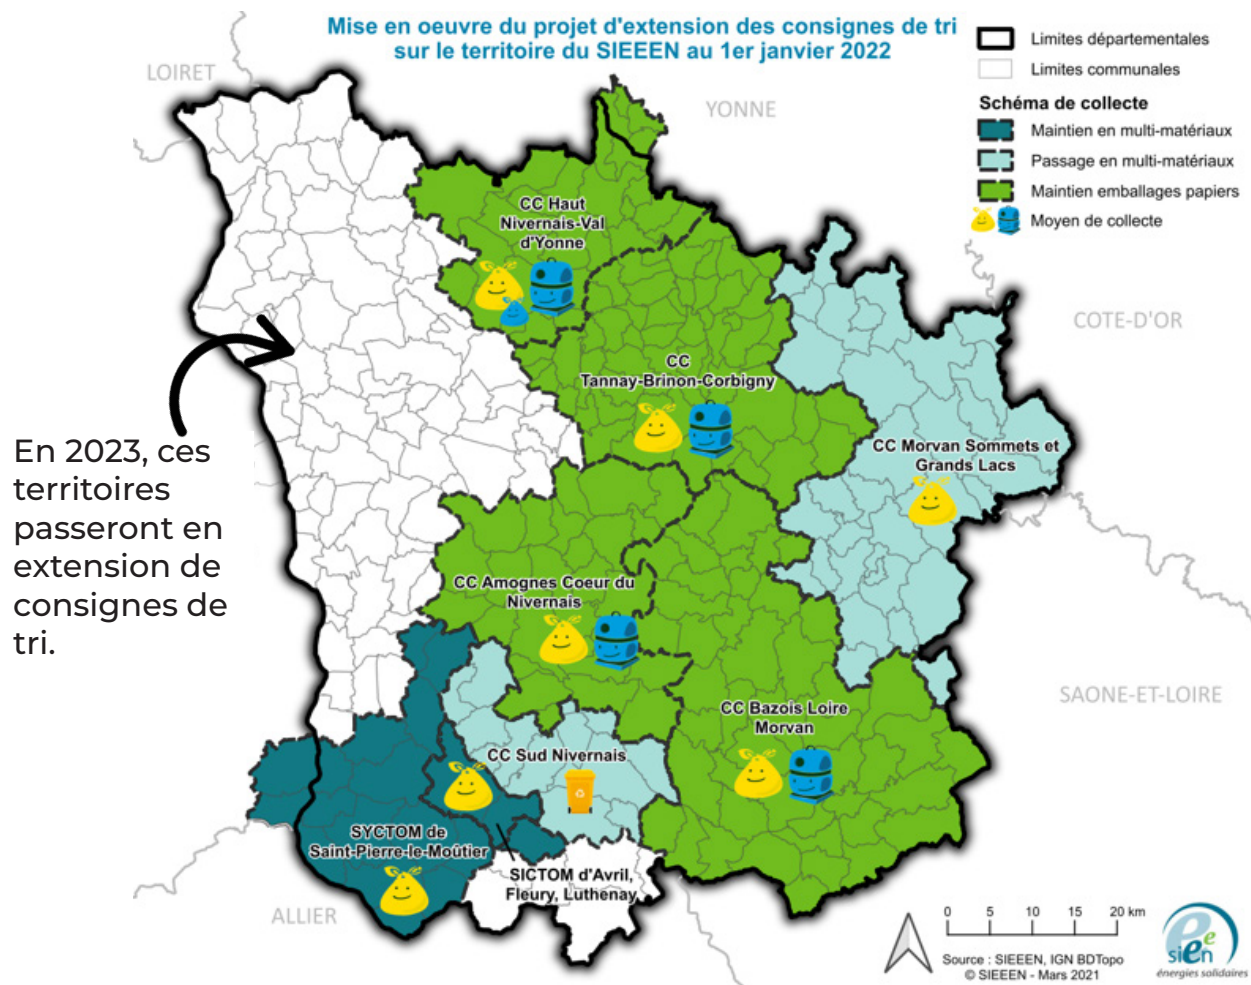 Mise en oeuvre du projet d'extension des consignes de tri
sur le territoire du SIEEEN au 1er janvier 2022
Limites départementales
Limites communales
Schéma de collecte
Maintien en multi-matériaux
Passage en multi-matériaux
Maintien emballages papiers
Moyen de collecte
LOIRET
YONNE
COTE-D'OR
SAONE-ET-LOIRE
ALLIER
CC Haut
Nivernais-Val
d'Yonne
CC
Tannay-Brinon-Corbigny
CC Morvan Sommets et
Grands Lacs
En 2023, ces
territoires
passeront en
extension de
consignes de
tri.
CC Amognes Coeur du
Nivernais
CC Bazois Loire
Morvan
CC Sud Nivernais
SYCTOM de
Saint-Pierre-le-Moûtier
SICTOM d'Avril,
Fleury, Luthenay
0 5 10 15 20 km
Source : SIEEEN, IGN BDTopo
© SIEEEN - Mars 2021
sieeen
énergies solidaires